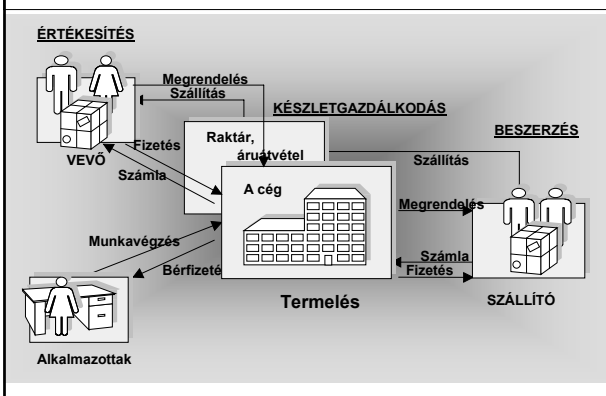 ÉRTÉKESÍTÉS
Megrendelés
Szállítás
KÉSZLETGAZDÁLKODÁS
BESZERZÉS
Raktár,
áruátvétel
Fizetés
VEVŐ
Szállítás
Számla
A cég
Megrendelés
Munkavégzés
Számla
Bérfizeté
Fizetés
Termelés
SZÁLLÍTÓ
Alkalmazottak